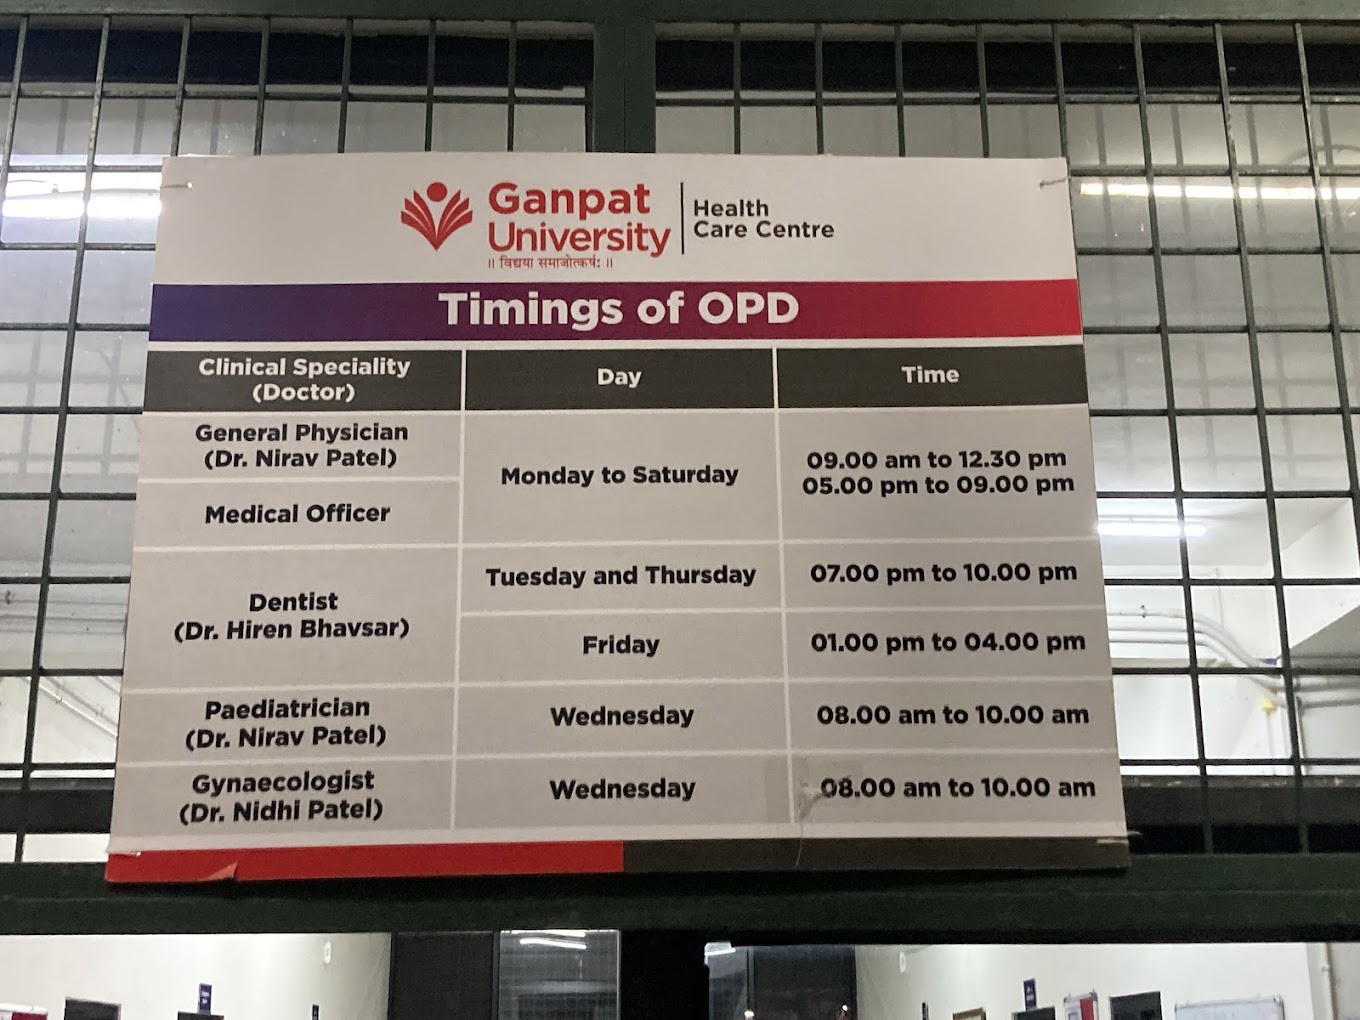 Ganpat
University
॥ विद्यया समाजोत्कर्षः ॥
Health
Care Centre
Timings of OPD
Clinical Speciality
(Doctor)
Day
Time
General Physician
(Dr. Nirav Patel)
Medical Officer
Monday to Saturday
09.00 am to 12.30 pm
05.00 pm to 09.00 pm
Dentist
(Dr. Hiren Bhavsar)
Tuesday and Thursday
07.00 pm to 10.00 pm
Friday
01.00 pm to 04.00 pm
Paediatrician
(Dr. Nirav Patel)
Wednesday
08.00 am to 10.00 am
Gynaecologist
(Dr. Nidhi Patel)
Wednesday
08.00 am to 10.00 am